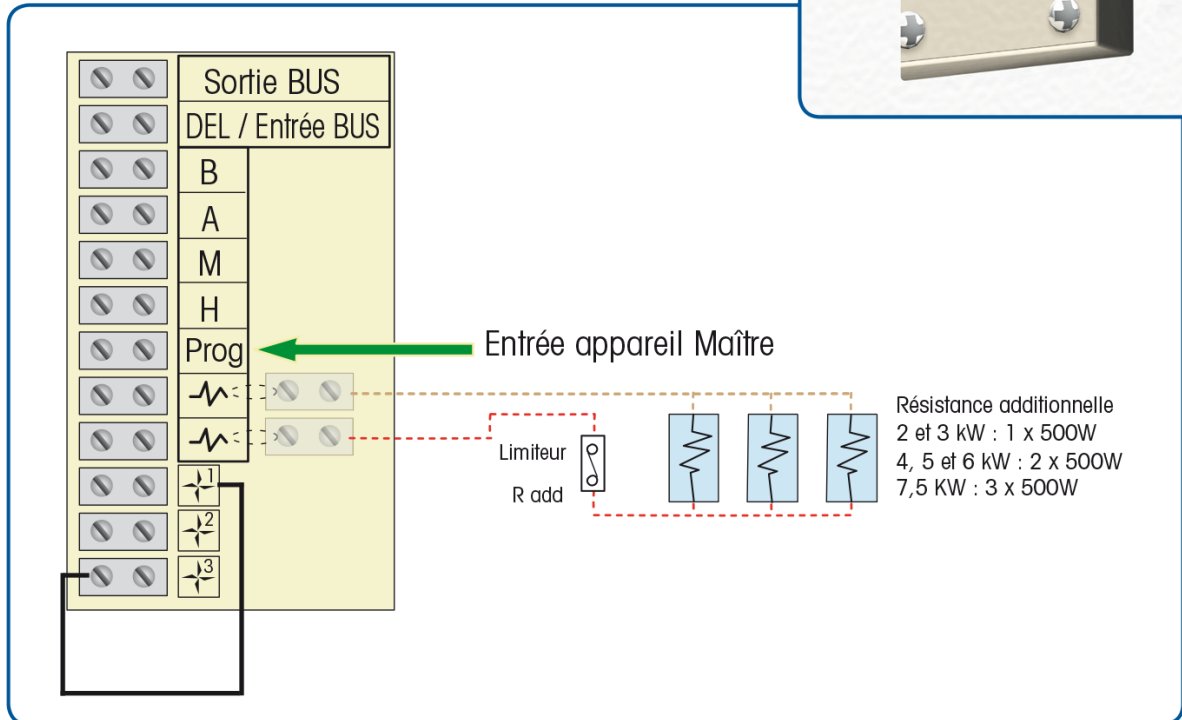 Sortie BUS
DEL / Entrée BUS
B
A
M
H
Prog
Entrée appareil Maître
Limiteur
R add
Résistance additionnelle
2 et 3 kW : 1 x 500W
4, 5 et 6 kW : 2 x 500W
7,5 KW : 3 x 500W
1
2
3